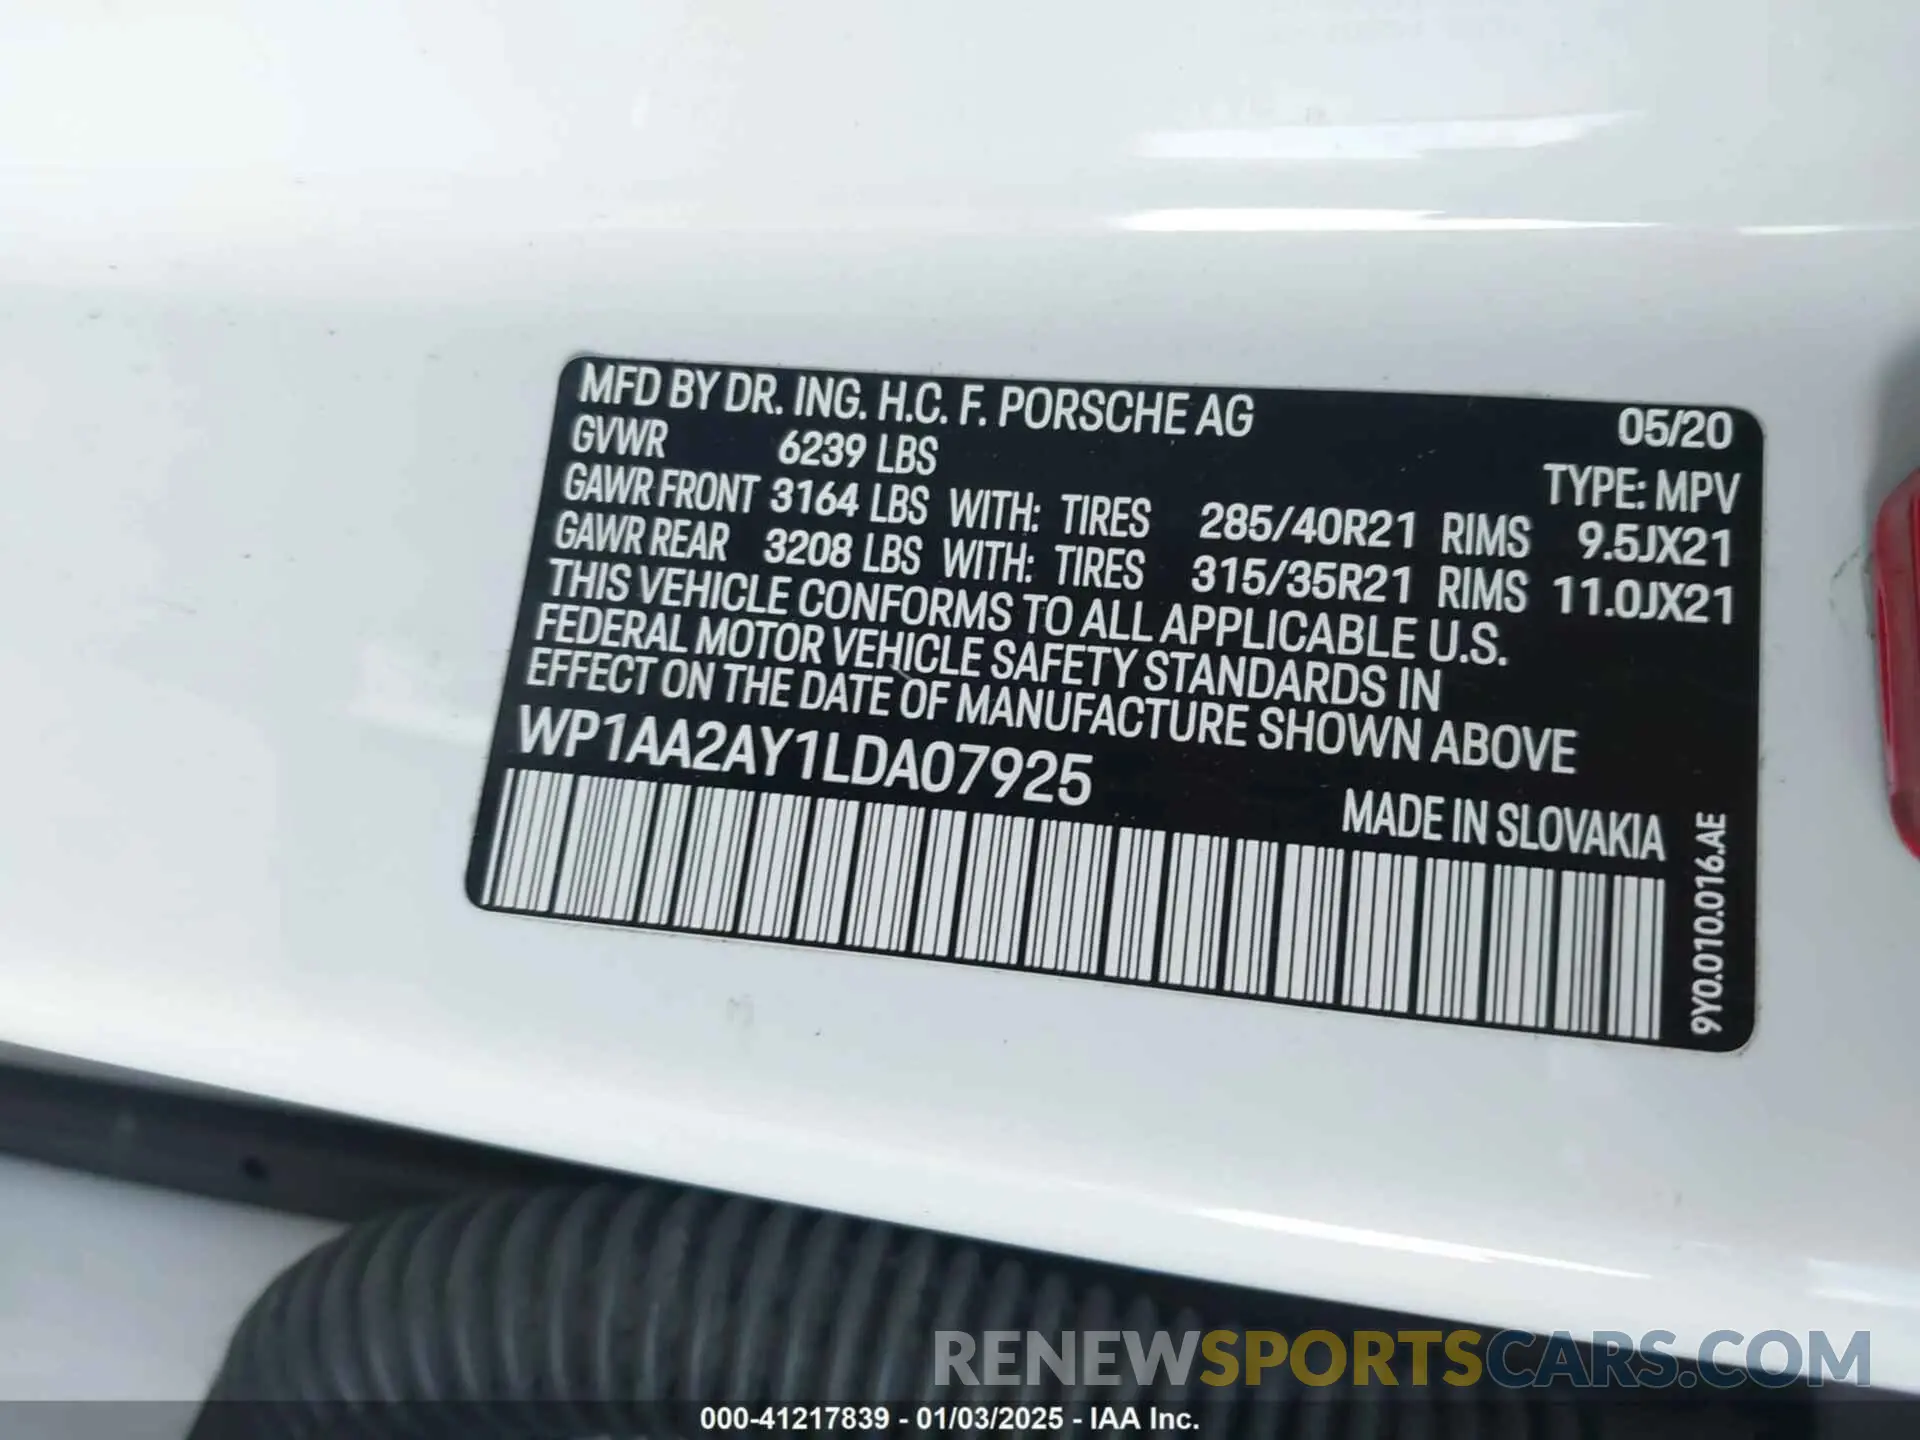 MFD BY DR. ING. H.C. F. PORSCHE AG 05/20
GVWR 6239 LBS TYPE: MPV
GAWR FRONT 3164 LBS WITH: TIRES 285/40R21 RIMS 9.5JX21
GAWR REAR 3208 LBS WITH: TIRES 315/35R21 RIMS 11.0JX21
THIS VEHICLE CONFORMS TO ALL APPLICABLE U.S.
FEDERAL MOTOR VEHICLE SAFETY STANDARDS IN
EFFECT ON THE DATE OF MANUFACTURE SHOWN ABOVE
WP1AA2AY1LDA07925
MADE IN SLOVAKIA
9Y0.010.016.AE
RENEWSPORTSCARS.COM
000-41217839 - 01/03/2025 - IAA Inc.